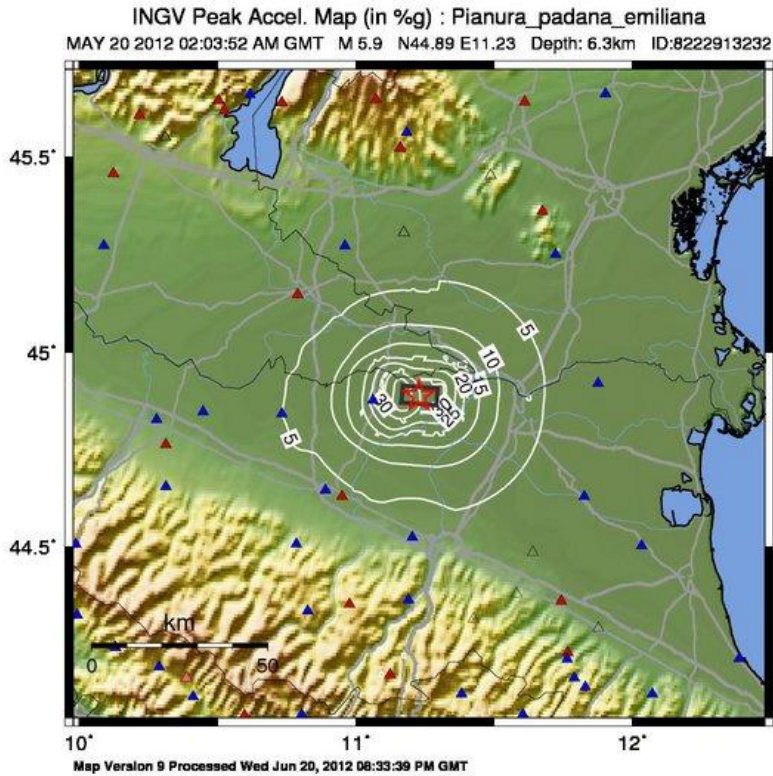 INGV Peak Accel. Map (in %g) : Pianura_padana_emiliana
MAY 20 2012 02:03:52 AM GMT M 5.9 N44.89 E11.23 Depth: 6.3km ID:8222913232
45.5°
45°
44.5°
5
10
15
20
30
5
km
0 50
10° 11° 12°
Map Version 9 Processed Wed Jun 20, 2012 08:33:39 PM GMT